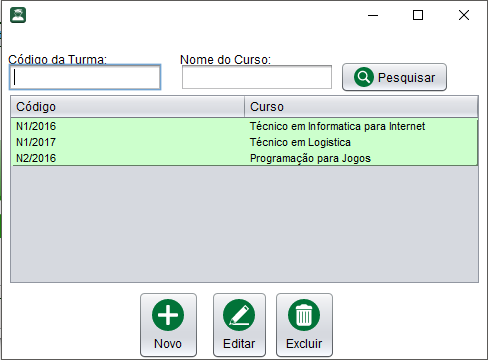 Código da Turma: Nome do Curso:
Pesquisar
Código Curso
N1/2016 Técnico em Informatica para Internet
N1/2017 Técnico em Logistica
N2/2016 Programação para Jogos
Novo Editar Excluir